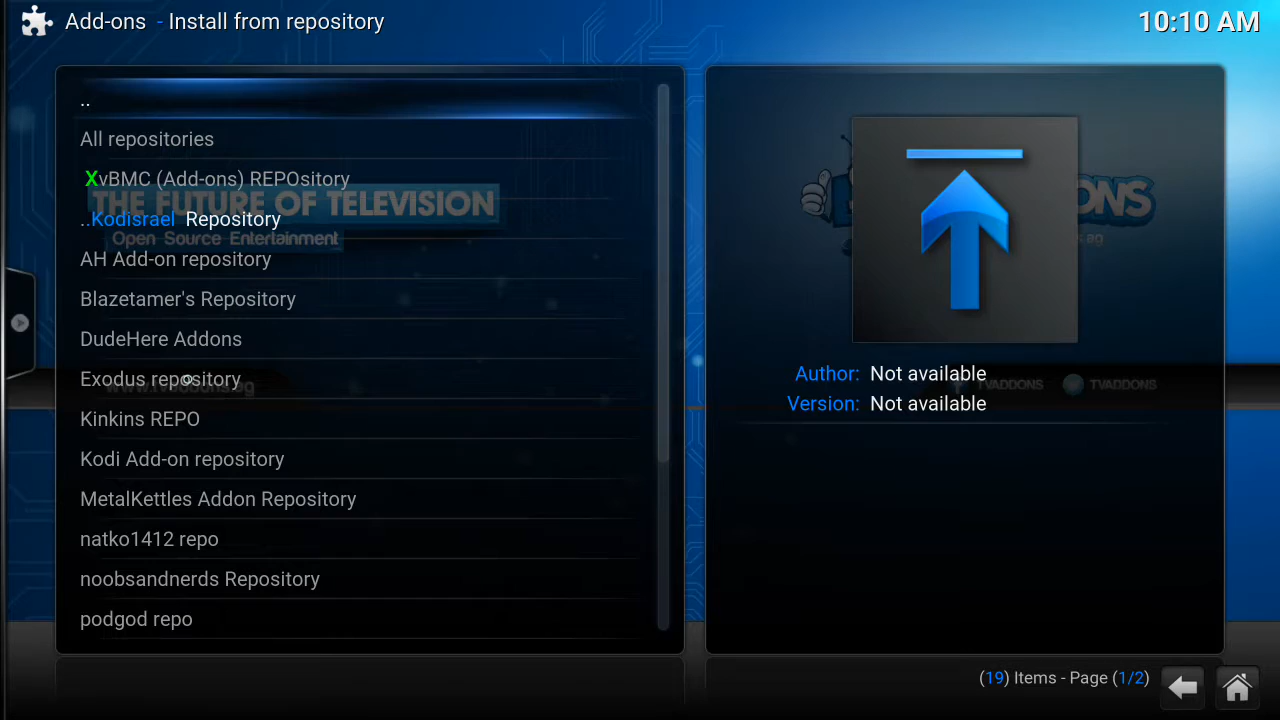 Add-ons - Install from repository
10:10 AM
..
All repositories
XvBMC (Add-ons) REPOsitory
THE FUTURE OF TELEVISION
..Kodisrael Repository
Open Source Entertainment
AH Add-on repository
Blazetamer's Repository
DudeHere Addons
Exodus repository
Kinkins REPO
Kodi Add-on repository
MetalKettles Addon Repository
natko1412 repo
noobsandnerds Repository
podgod repo
Author: Not available
Version: Not available
TVADDONS
TVADDONS
(19) Items - Page (1/2)